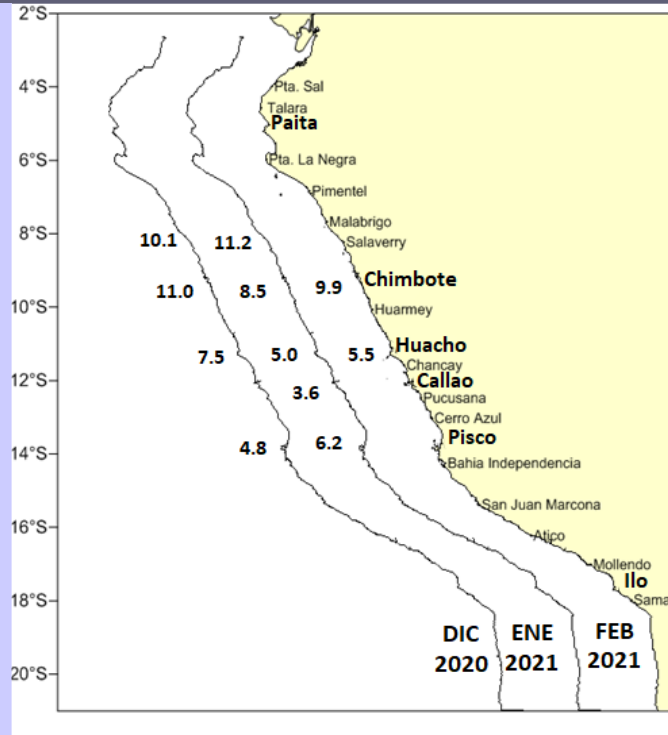 2°S
4°S
Pta. Sal
Talara
Paita
6°S
Pta. La Negra
Pimentel
Malabrigo
8°S
10.1
11.2
Salaverry
11.0
8.5
9.9
Chimbote
10°S
Huarmey
7.5
5.0
5.5
Huacho
Chancay
12°S
Callao
3.6
Pucusana
Cerro Azul
4.8
6.2
Pisco
14°S
Bahia Independencia
San Juan Marcona
16°S
Atico
Mollendo
Ilo
18°S
Sama
DIC
2020
ENE
2021
FEB
2021
20°S